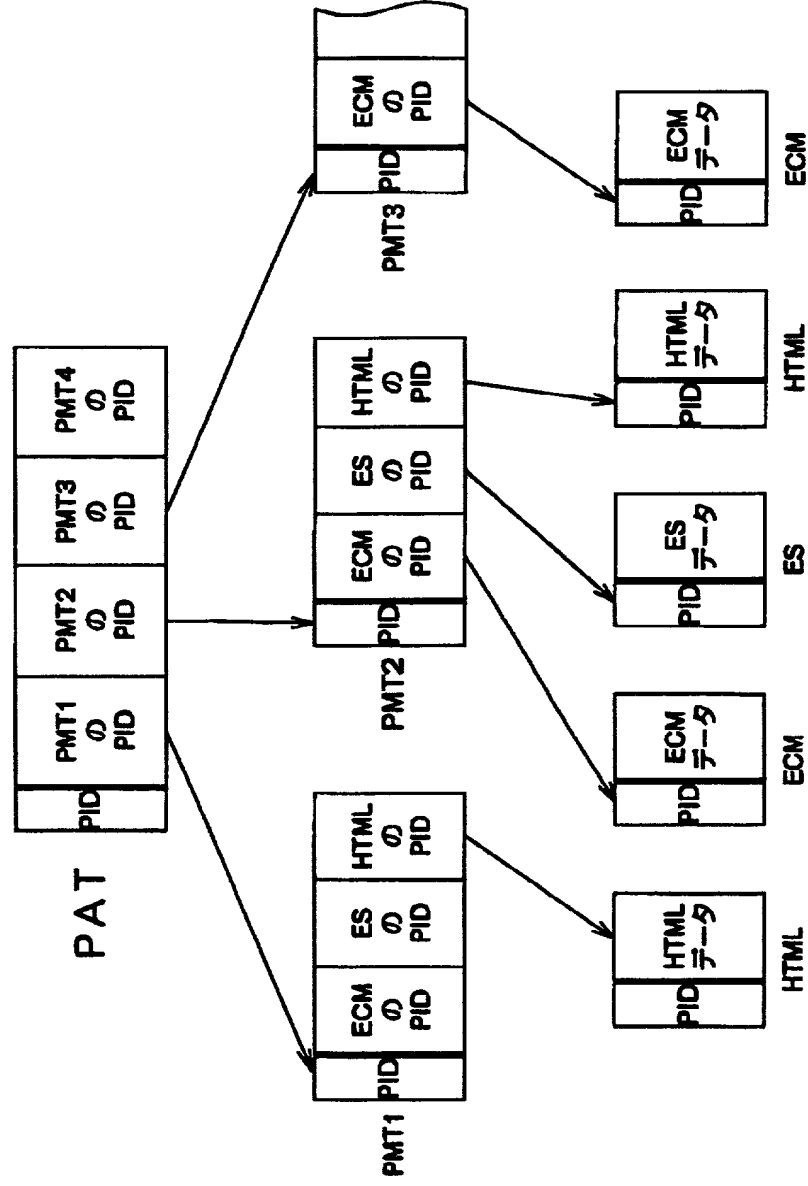 PAT
PID
PMT1
の
PID
PMT2
の
PID
PMT3
の
PID
PMT4
の
PID
PMT1
PID
ECM
の
PID
ES
の
PID
HTML
の
PID
PMT2
PID
ECM
の
PID
ES
の
PID
HTML
の
PID
PMT3
PID
ECM
の
PID
PID
HTML
データ
HTML
PID
ECM
データ
ECM
PID
ES
データ
ES
PID
HTML
データ
HTML
PID
ECM
データ
ECM